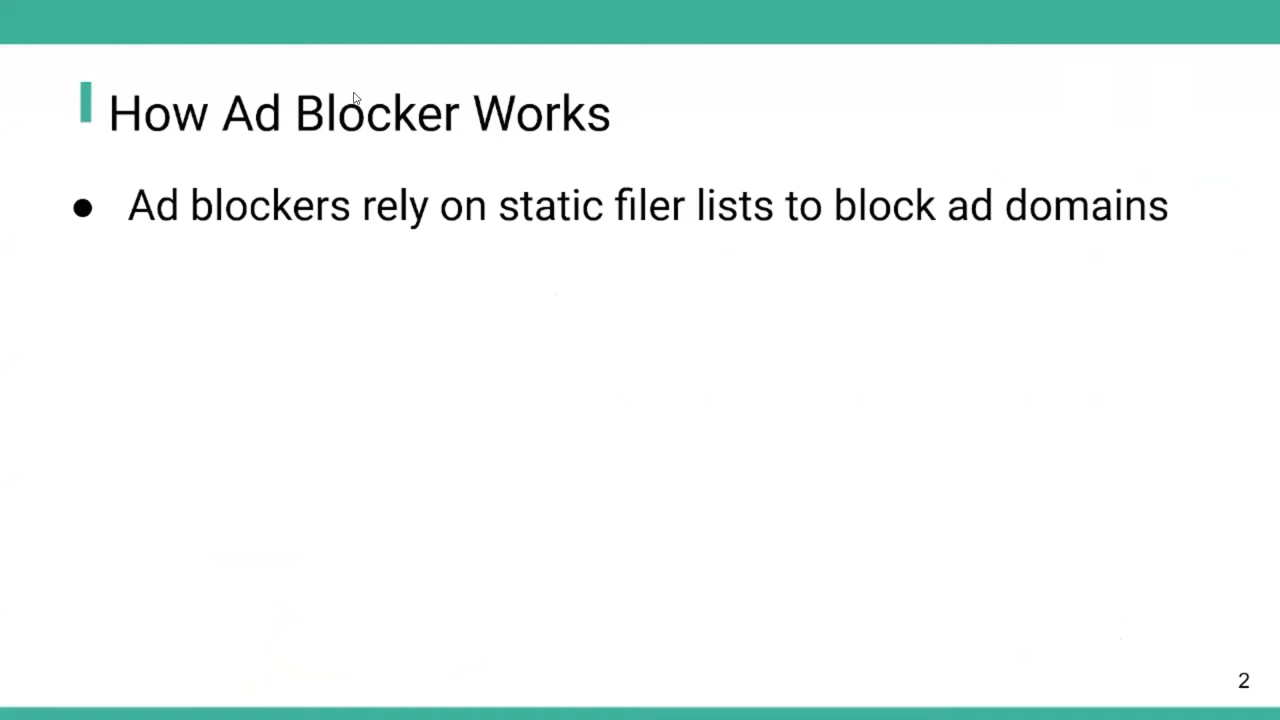 How Ad Blocker Works
● Ad blockers rely on static filer lists to block ad domains
2